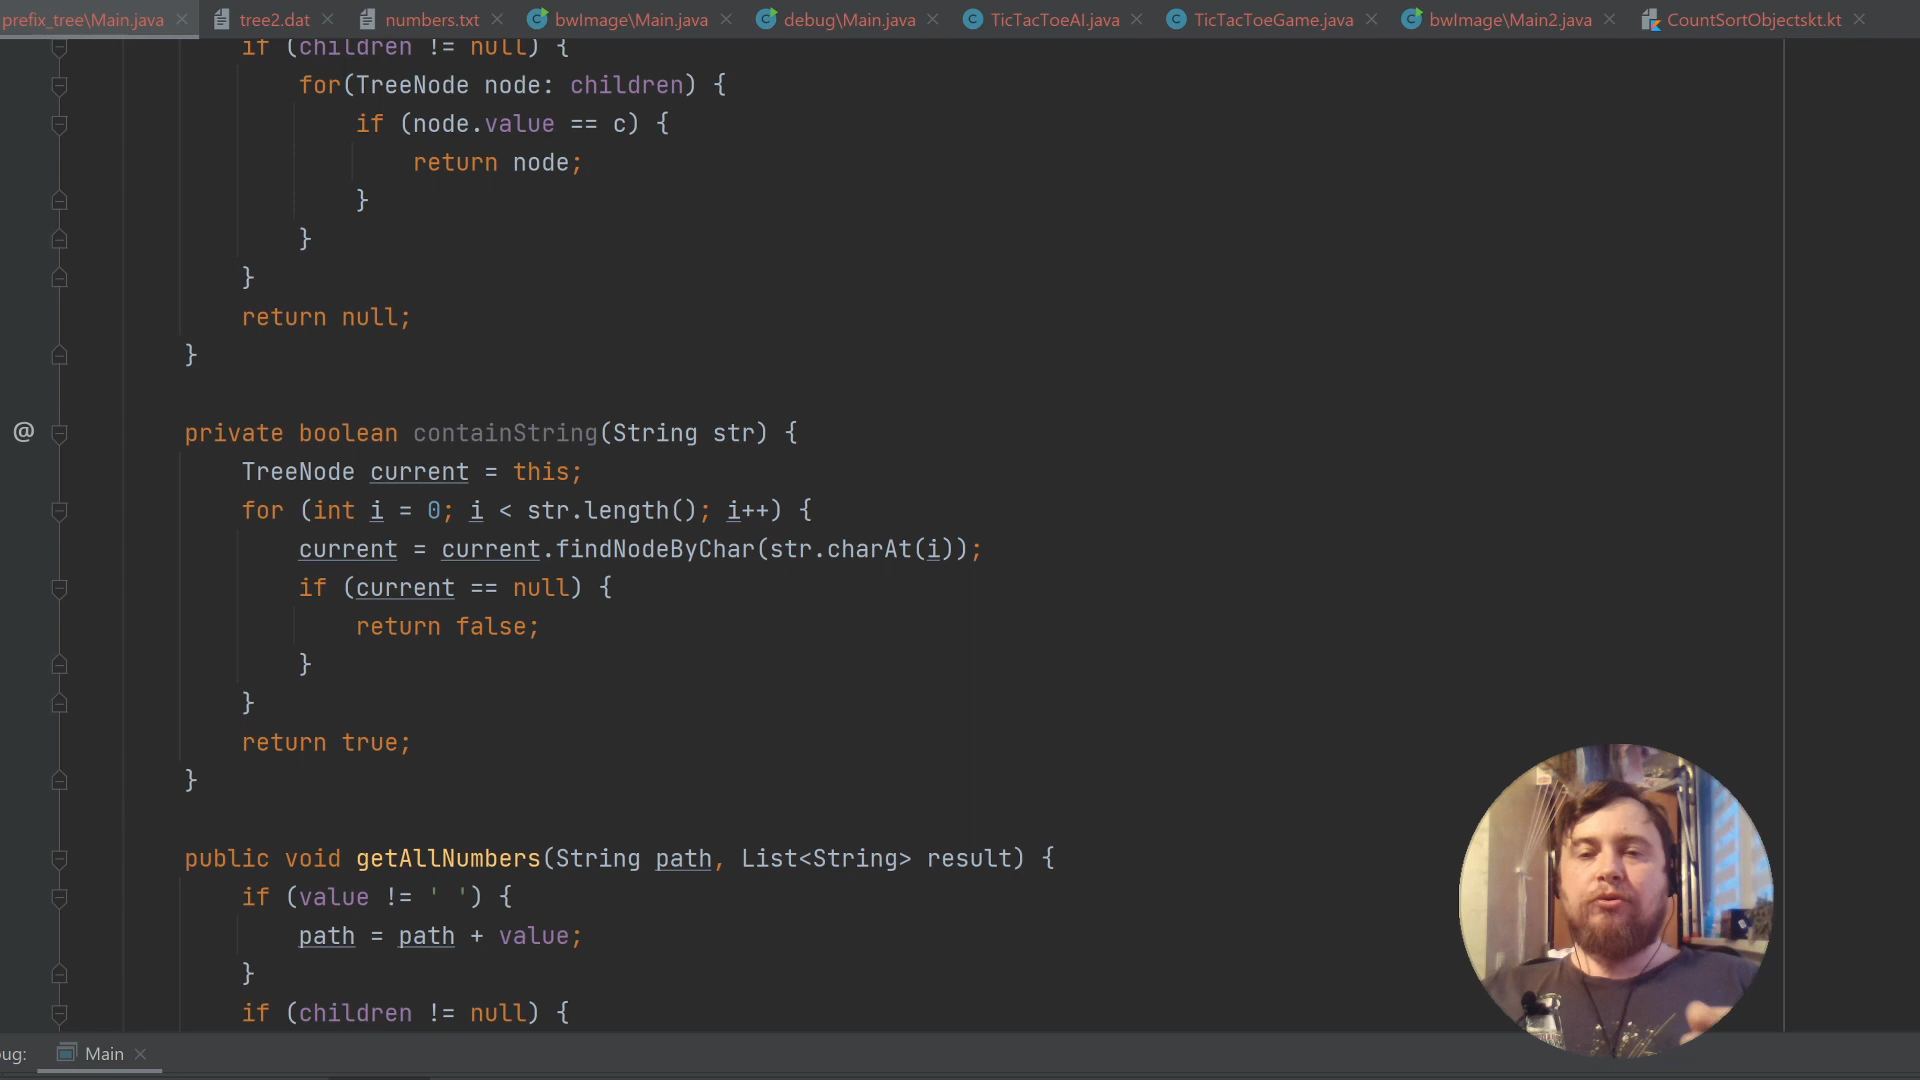 prefix_tree\Main.java tree2.dat numbers.txt bwImage\Main.java debug\Main.java TicTacToeAI.java TicTacToeGame.java bwImage\Main2.java CountSortObjectskt.kt
if (children != null) {
for(TreeNode node: children) {
if (node.value == c) {
return node;
}
}
}
return null;
}
@ private boolean containString(String str) {
TreeNode current = this;
for (int i = 0; i < str.length(); i++) {
current = current.findNodeByChar(str.charAt(i));
if (current == null) {
return false;
}
}
return true;
}
public void getAllNumbers(String path, List<String> result) {
if (value != ' ') {
path = path + value;
}
if (children != null) {
ug: Main